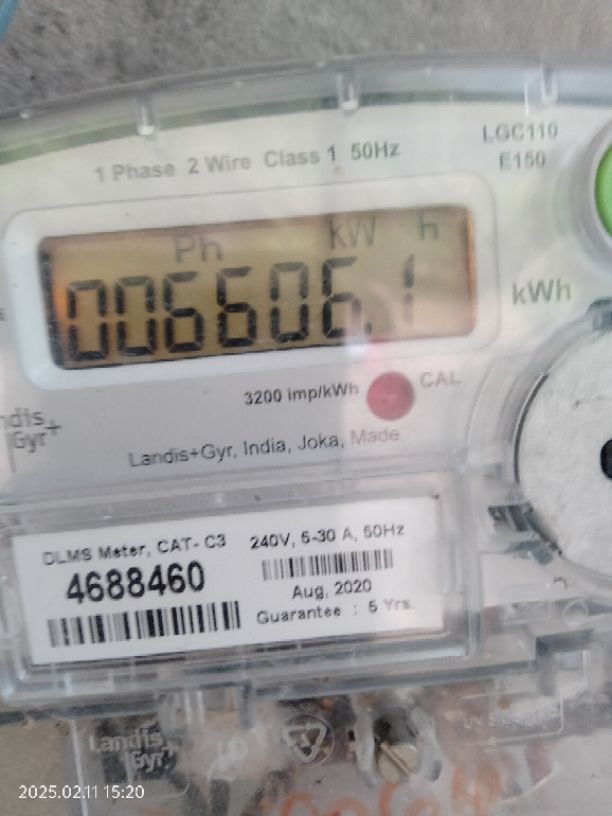 LGC110
E150
1 Phase 2 Wire Class 1 50Hz
Ph kW h
006606.1
kWh
3200 imp/kWh
CAL
Landis+Gyr, India, Joka, Made
DLMS Meter, CAT- C3
240V, 5-30 A, 50Hz
4688460
Aug, 2020
Guarantee : 5 Yrs.
Landis
Gyr+
2025.02.11 15:20